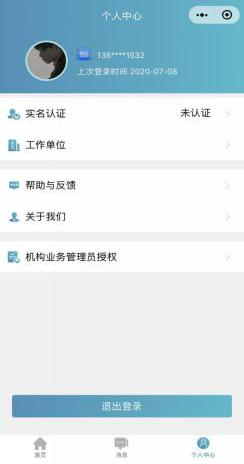 个人中心
135****1532
上次登录时间 2020-07-08
实名认证 未认证
工作单位
帮助与反馈
关于我们
机构业务管理员授权
退出登录
首页 消息 个人中心